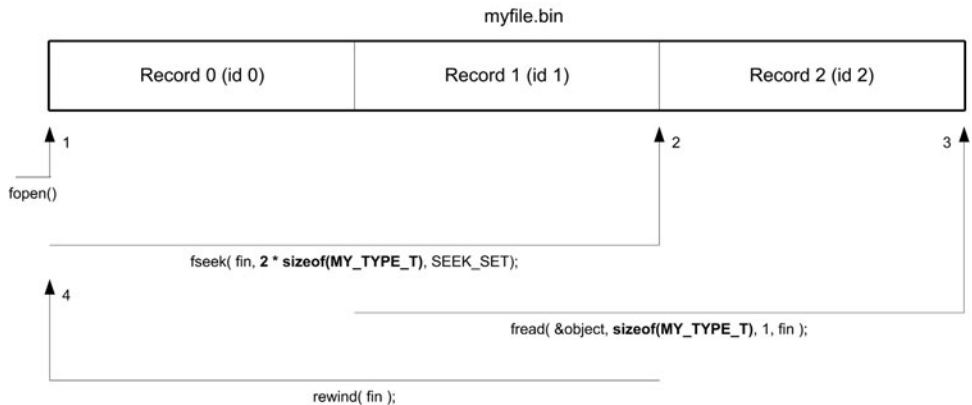 myfile.bin
Record 0 (id 0) Record 1 (id 1) Record 2 (id 2)
1 2 3
fopen()
fseek( fin, 2 * sizeof(MY_TYPE_T), SEEK_SET);
4
fread( &object, sizeof(MY_TYPE_T), 1, fin );
rewind( fin );